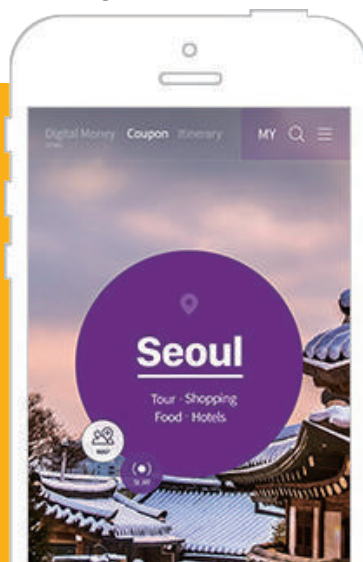 Digital Money Coupon Itinerary MY
Seoul
Tour · Shopping
Food · Hotels
MAP